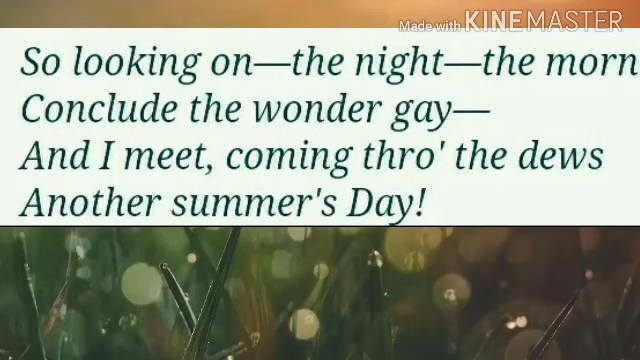 Made with KINEMASTER
So looking on—the night—the morn
Conclude the wonder gay—
And I meet, coming thro' the dews
Another summer's Day!